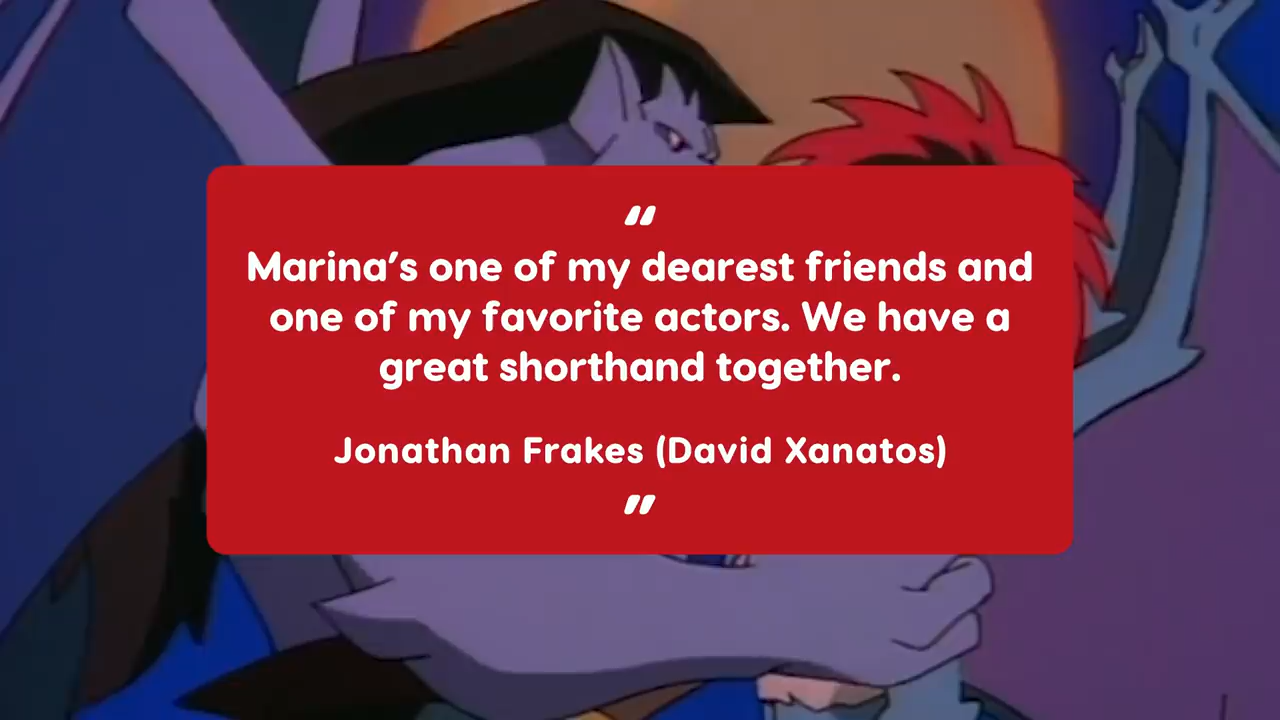 "
Marina's one of my dearest friends and
one of my favorite actors. We have a
great shorthand together.
Jonathan Frakes (David Xanatos)
"